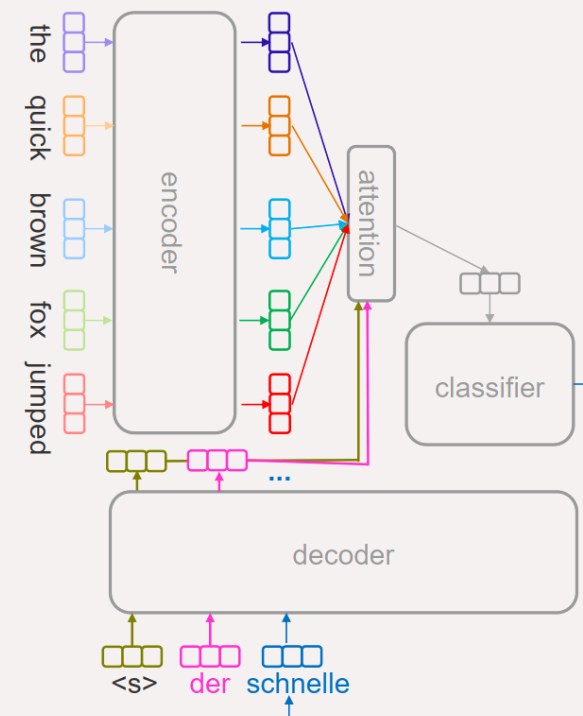 the
quick
brown
fox
jumped
encoder
attention
classifier
...
decoder
<s> der schnelle